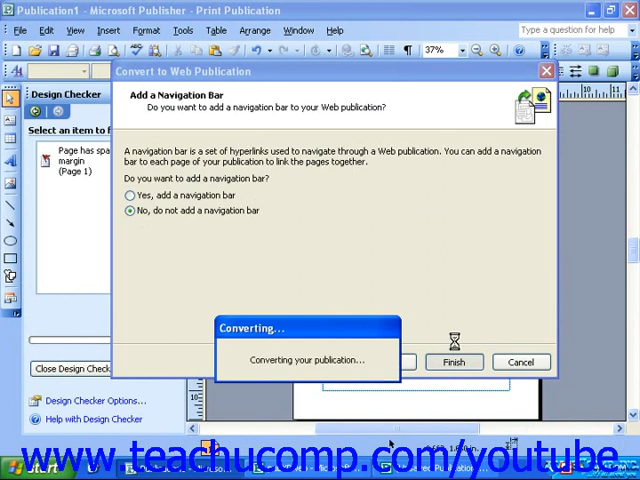 Publication1 - Microsoft Publisher - Print Publication
File Edit View Insert Format Tools Table Arrange Window Help
Type a question for help
37%
Convert to Web Publication
Add a Navigation Bar
Do you want to add a navigation bar to your Web publication?
A navigation bar is a set of hyperlinks used to navigate through a Web publication. You can add a navigation
bar to each page of your publication to link the pages together.
Do you want to add a navigation bar?
Yes, add a navigation bar
No, do not add a navigation bar
Design Checker
Select an item to f
Page has spa
margin
(Page 1)
Converting...
Converting your publication...
Finish
Cancel
Close Design Check
Design Checker Options...
Help with Design Checker
10
11
10
start
www.teachucomp.com/youtube